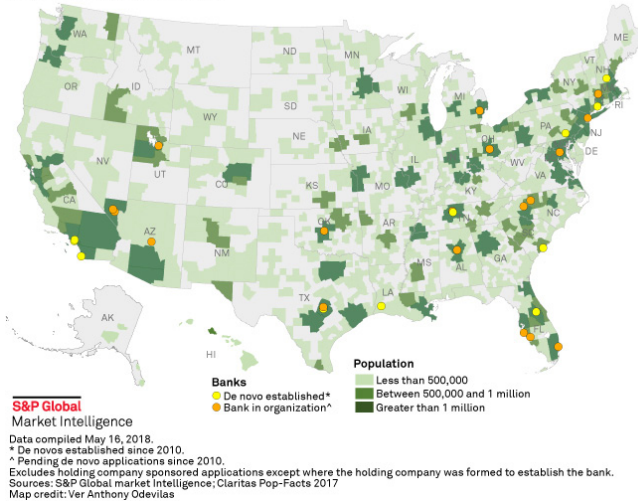 ME
WA
MT
ND
MN
VT
NH
OR
ID
WI
MI
NY
SD
WY
RI
IA
PA
NE
NJ
OH
NV
IL
DE
UT
WV
CO
VA
CA
KS
MO
KY
NC
TN
OK
AZ
NM
AR
SC
MS
AL
GA
TX
LA
AK
FL
HI
Population
Banks
Less than 500,000
De novo established*
Between 500,000 and 1 million
Bank in organization^
Greater than 1 million
S&P Global
Market Intelligence
Data compiled May 16, 2018.
* De novos established since 2010.
^ Pending de novo applications since 2010.
Excludes holding company sponsored applications except where the holding company was formed to establish the bank.
Sources: S&P Global market Intelligence; Claritas Pop-Facts 2017
Map credit: Ver Anthony Odevilas